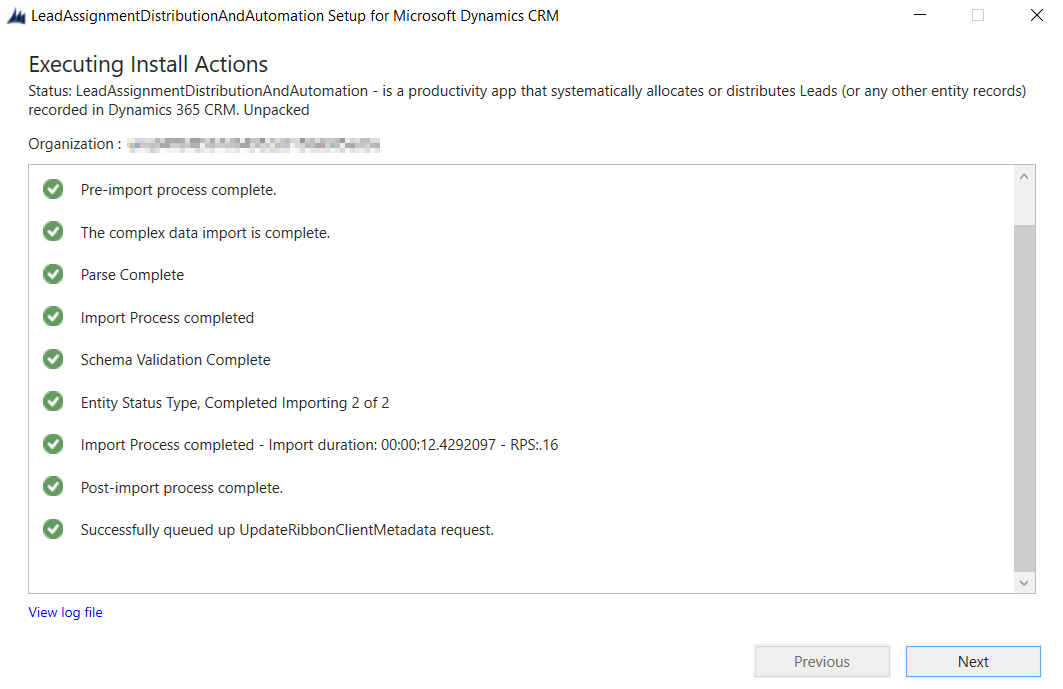 LeadAssignmentDistributionAndAutomation Setup for Microsoft Dynamics CRM
Executing Install Actions
Status: LeadAssignmentDistributionAndAutomation - is a productivity app that systematically allocates or distributes Leads (or any other entity records)
recorded in Dynamics 365 CRM. Unpacked
Organization :
Pre-import process complete.
The complex data import is complete.
Parse Complete
Import Process completed
Schema Validation Complete
Entity Status Type, Completed Importing 2 of 2
Import Process completed - Import duration: 00:00:12.4292097 - RPS:.16
Post-import process complete.
Successfully queued up UpdateRibbonClientMetadata request.
View log file
Previous
Next